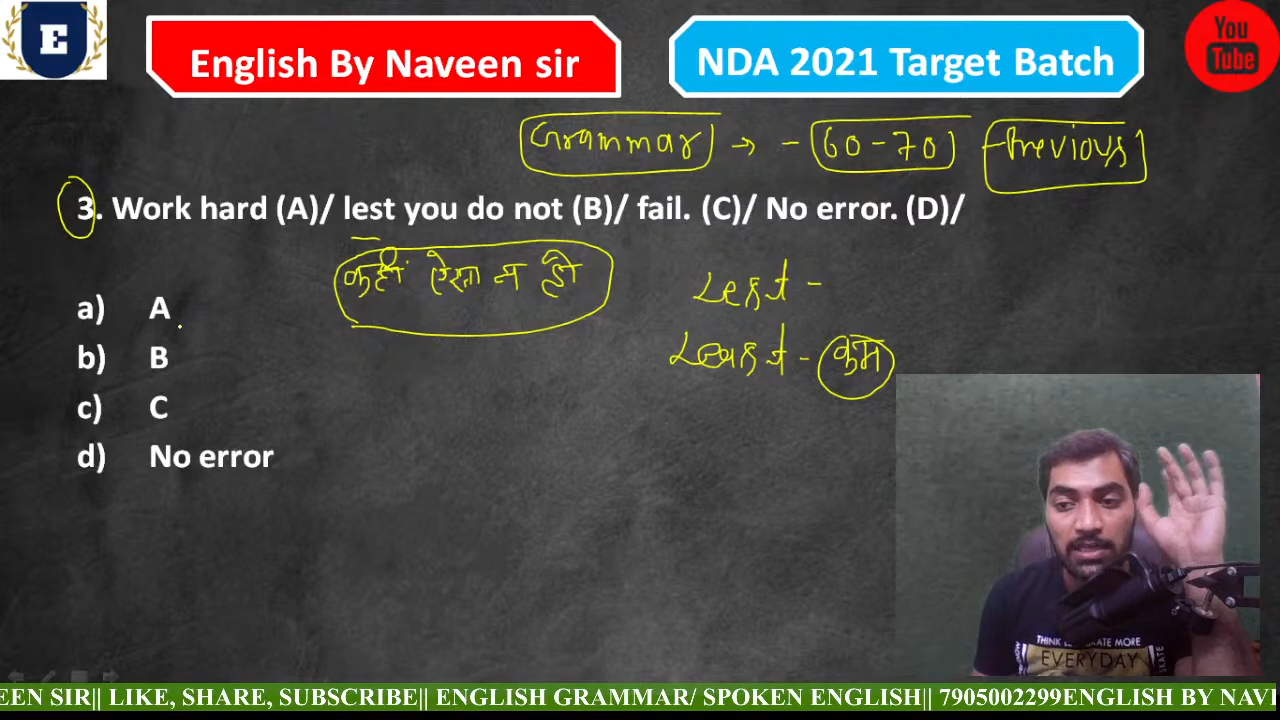 E
English By Naveen sir
NDA 2021 Target Batch
You
Tube
Grammar → - 60-70 Previous
3. Work hard (A)/ lest you do not (B)/ fail. (C)/ No error. (D)/
कहीं ऐसा न हो
Lest -
Least - कम
a) A
b) B
c) C
d) No error
THINK MORE
EVERYDAY
EEN SIR|| LIKE, SHARE, SUBSCRIBE|| ENGLISH GRAMMAR/ SPOKEN ENGLISH|| 7905002299ENGLISH BY NAVI